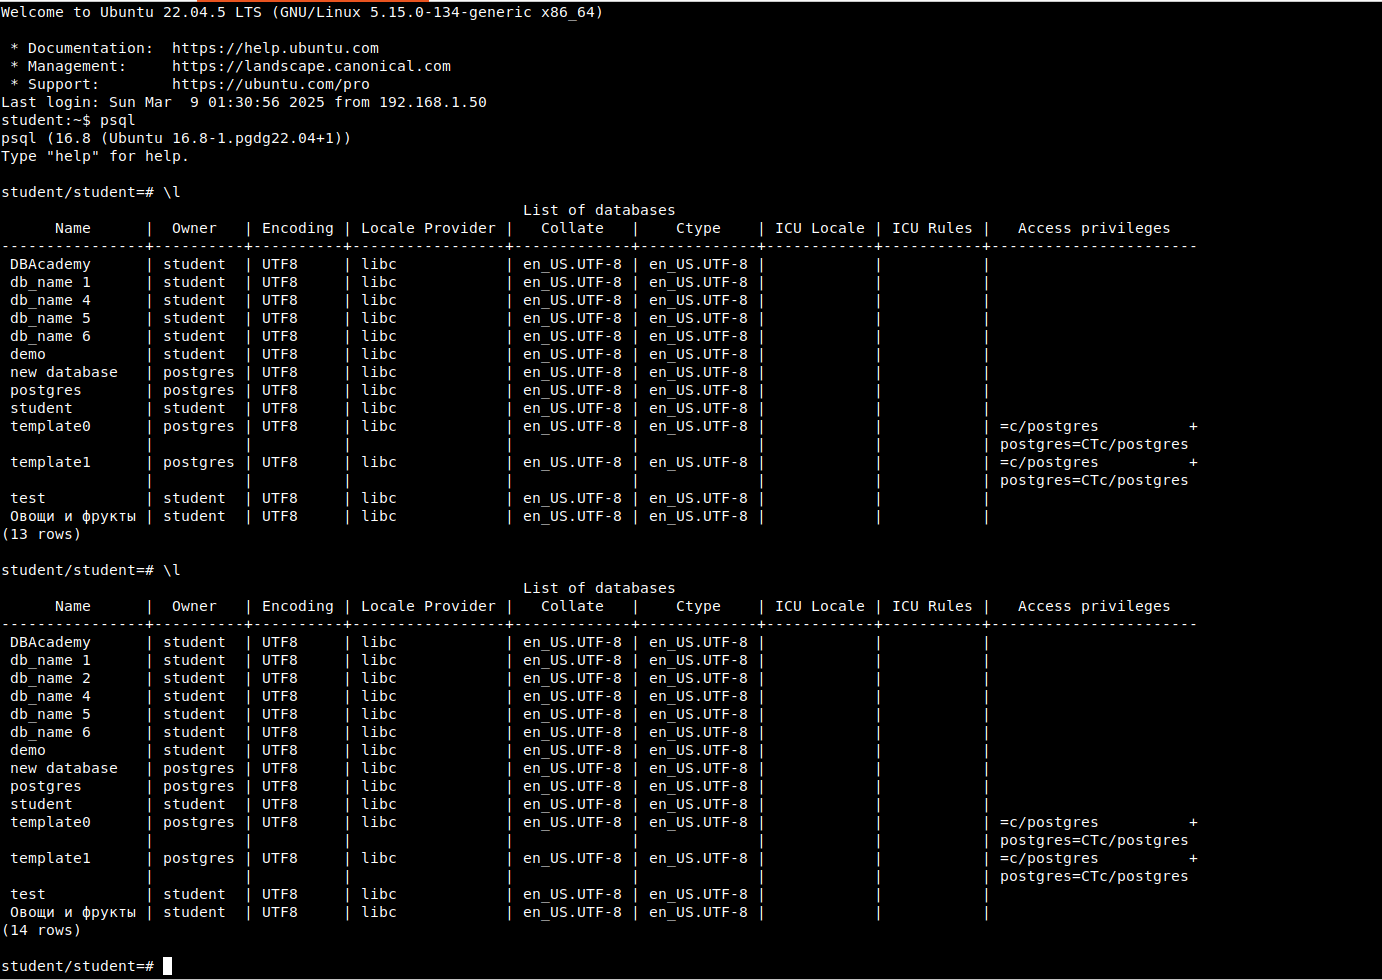 Welcome to Ubuntu 22.04.5 LTS (GNU/Linux 5.15.0-134-generic x86_64)

 * Documentation:  https://help.ubuntu.com
 * Management:     https://landscape.canonical.com
 * Support:        https://ubuntu.com/pro
Last login: Sun Mar  9 01:30:56 2025 from 192.168.1.50
student:~$ psql
psql (16.8 (Ubuntu 16.8-1.pgdg22.04+1))
Type "help" for help.

student/student=# \l
                                                          List of databases
      Name      |  Owner   | Encoding | Locale Provider |   Collate   |    Ctype    | ICU Locale | ICU Rules |   Access privileges
----------------+----------+----------+-----------------+-------------+-------------+------------+-----------+-----------------------
 DBAcademy      | student  | UTF8     | libc            | en_US.UTF-8 | en_US.UTF-8 |            |           |
 db_name 1      | student  | UTF8     | libc            | en_US.UTF-8 | en_US.UTF-8 |            |           |
 db_name 4      | student  | UTF8     | libc            | en_US.UTF-8 | en_US.UTF-8 |            |           |
 db_name 5      | student  | UTF8     | libc            | en_US.UTF-8 | en_US.UTF-8 |            |           |
 db_name 6      | student  | UTF8     | libc            | en_US.UTF-8 | en_US.UTF-8 |            |           |
 demo           | student  | UTF8     | libc            | en_US.UTF-8 | en_US.UTF-8 |            |           |
 new database   | postgres | UTF8     | libc            | en_US.UTF-8 | en_US.UTF-8 |            |           |
 postgres       | postgres | UTF8     | libc            | en_US.UTF-8 | en_US.UTF-8 |            |           |
 student        | student  | UTF8     | libc            | en_US.UTF-8 | en_US.UTF-8 |            |           |
 template0      | postgres | UTF8     | libc            | en_US.UTF-8 | en_US.UTF-8 |            |           | =c/postgres          +
                |          |          |                 |             |             |            |           | postgres=CTc/postgres
 template1      | postgres | UTF8     | libc            | en_US.UTF-8 | en_US.UTF-8 |            |           | =c/postgres          +
                |          |          |                 |             |             |            |           | postgres=CTc/postgres
 test           | student  | UTF8     | libc            | en_US.UTF-8 | en_US.UTF-8 |            |           |
 Овощи и фрукты | student  | UTF8     | libc            | en_US.UTF-8 | en_US.UTF-8 |            |           |
(13 rows)

student/student=# \l
                                                          List of databases
      Name      |  Owner   | Encoding | Locale Provider |   Collate   |    Ctype    | ICU Locale | ICU Rules |   Access privileges
----------------+----------+----------+-----------------+-------------+-------------+------------+-----------+-----------------------
 DBAcademy      | student  | UTF8     | libc            | en_US.UTF-8 | en_US.UTF-8 |            |           |
 db_name 1      | student  | UTF8     | libc            | en_US.UTF-8 | en_US.UTF-8 |            |           |
 db_name 2      | student  | UTF8     | libc            | en_US.UTF-8 | en_US.UTF-8 |            |           |
 db_name 4      | student  | UTF8     | libc            | en_US.UTF-8 | en_US.UTF-8 |            |           |
 db_name 5      | student  | UTF8     | libc            | en_US.UTF-8 | en_US.UTF-8 |            |           |
 db_name 6      | student  | UTF8     | libc            | en_US.UTF-8 | en_US.UTF-8 |            |           |
 demo           | student  | UTF8     | libc            | en_US.UTF-8 | en_US.UTF-8 |            |           |
 new database   | postgres | UTF8     | libc            | en_US.UTF-8 | en_US.UTF-8 |            |           |
 postgres       | postgres | UTF8     | libc            | en_US.UTF-8 | en_US.UTF-8 |            |           |
 student        | student  | UTF8     | libc            | en_US.UTF-8 | en_US.UTF-8 |            |           |
 template0      | postgres | UTF8     | libc            | en_US.UTF-8 | en_US.UTF-8 |            |           | =c/postgres          +
                |          |          |                 |             |             |            |           | postgres=CTc/postgres
 template1      | postgres | UTF8     | libc            | en_US.UTF-8 | en_US.UTF-8 |            |           | =c/postgres          +
                |          |          |                 |             |             |            |           | postgres=CTc/postgres
 test           | student  | UTF8     | libc            | en_US.UTF-8 | en_US.UTF-8 |            |           |
 Овощи и фрукты | student  | UTF8     | libc            | en_US.UTF-8 | en_US.UTF-8 |            |           |
(14 rows)

student/student=#